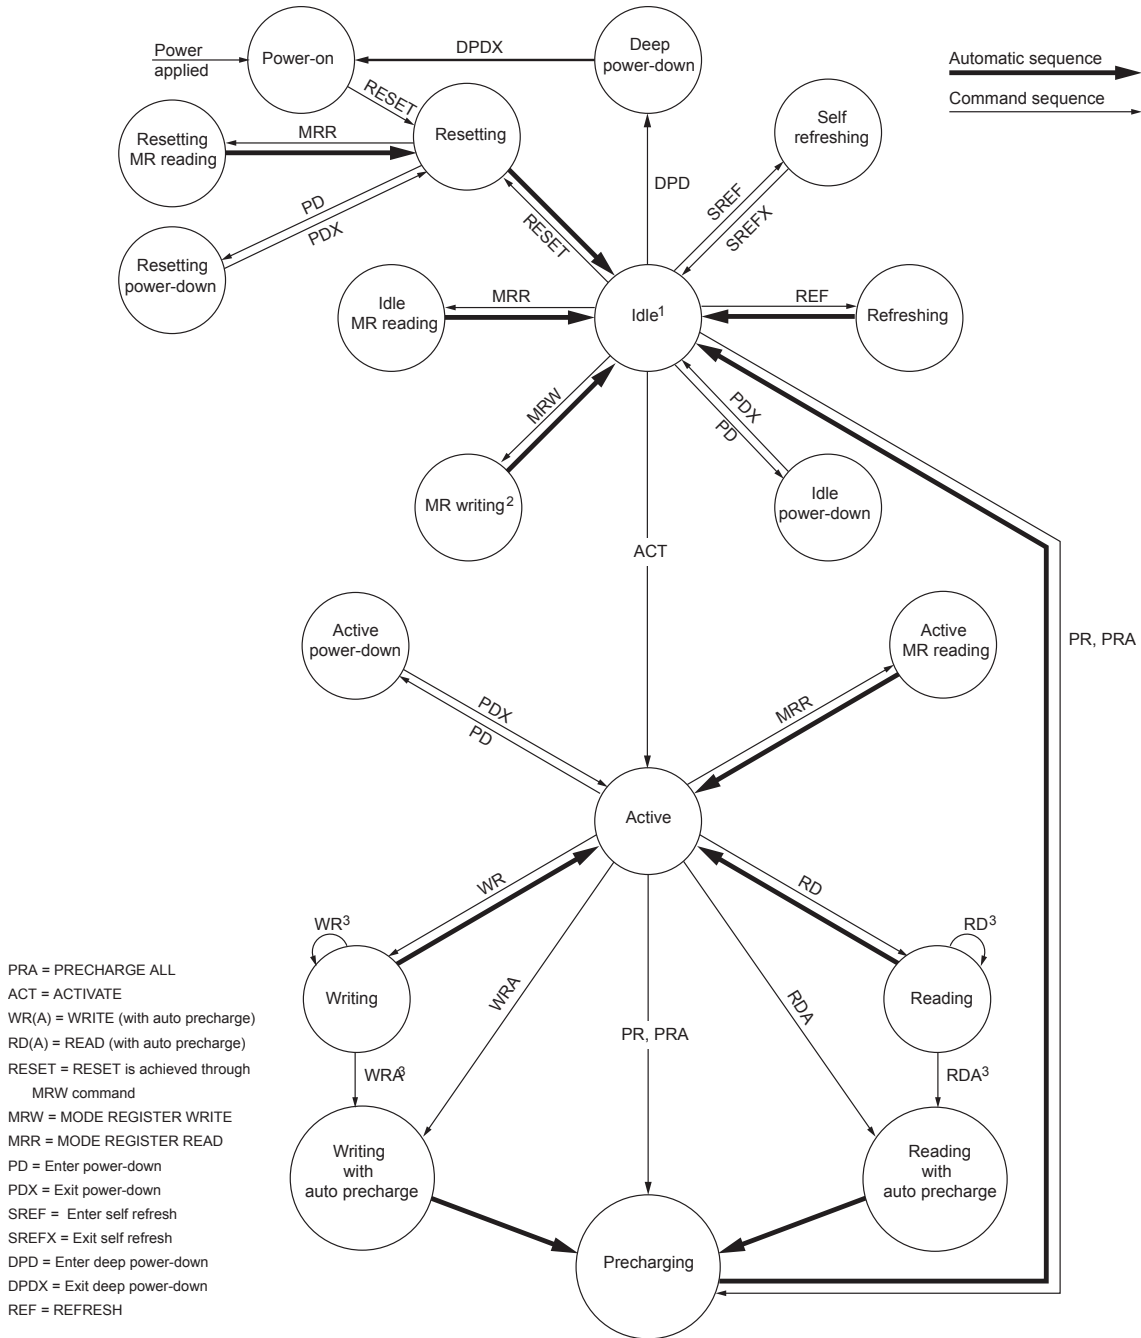 Power
applied
Power-on
DPDX
Deep
power-down
Automatic sequence
Command sequence
RESET
Resetting
MR reading
MRR
Resetting
Self
refreshing
PD
PDX
RESET
DPD
SREF
SREFX
Resetting
power-down
Idle
MR reading
MRR
Idle1
REF
Refreshing
MRW
PDX
PD
MR writing2
Idle
power-down
ACT
Active
power-down
Active
MR reading
PR, PRA
PDX
PD
MRR
Active
WR
RD
WR3
RD3
Writing
WRA
PR, PRA
RDA
Reading
WRA3
RDA3
Writing
with
auto precharge
Reading
with
auto precharge
Precharging
PRA = PRECHARGE ALL
ACT = ACTIVATE
WR(A) = WRITE (with auto precharge)
RD(A) = READ (with auto precharge)
RESET = RESET is achieved through
MRW command
MRW = MODE REGISTER WRITE
MRR = MODE REGISTER READ
PD = Enter power-down
PDX = Exit power-down
SREF = Enter self refresh
SREFX = Exit self refresh
DPD = Enter deep power-down
DPDX = Exit deep power-down
REF = REFRESH